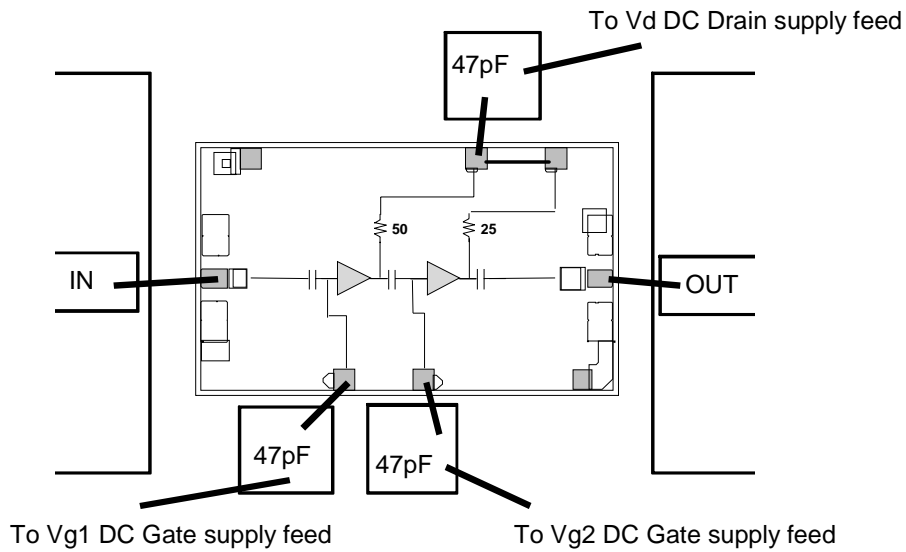 To Vd DC Drain supply feed
47pF
50
25
IN
OUT
47pF
47pF
To Vg1 DC Gate supply feed
To Vg2 DC Gate supply feed